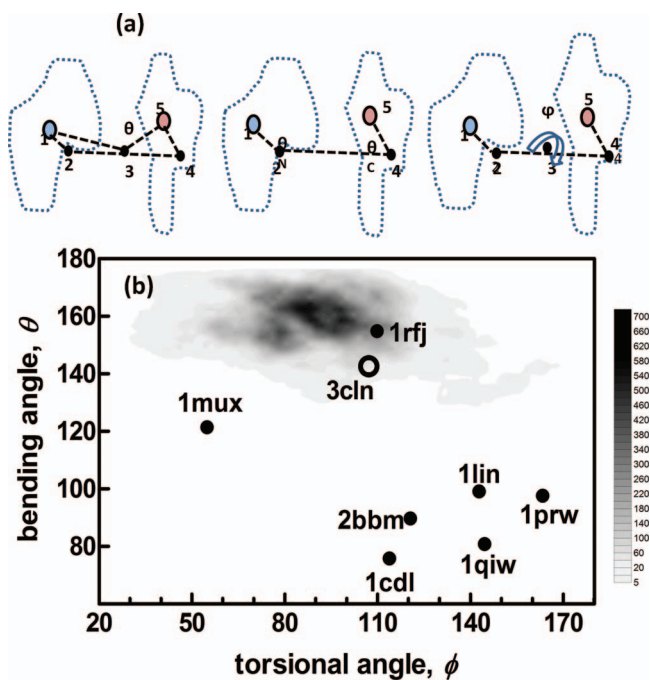 (a)
1 2 3 4 5 θ
1 2 N θ θ C 4 5
1 2 3 4 4 5 φ
(b)
180
160
140
120
100
80
bending angle, θ
20 50 80 110 140 170
torsional angle, ϕ
1rfj
3cln
1mux
1lin
1prw
2bbm
1qiw
1cdl
700
660
620
580
540
500
460
420
380
340
300
260
220
180
140
100
60
20
5